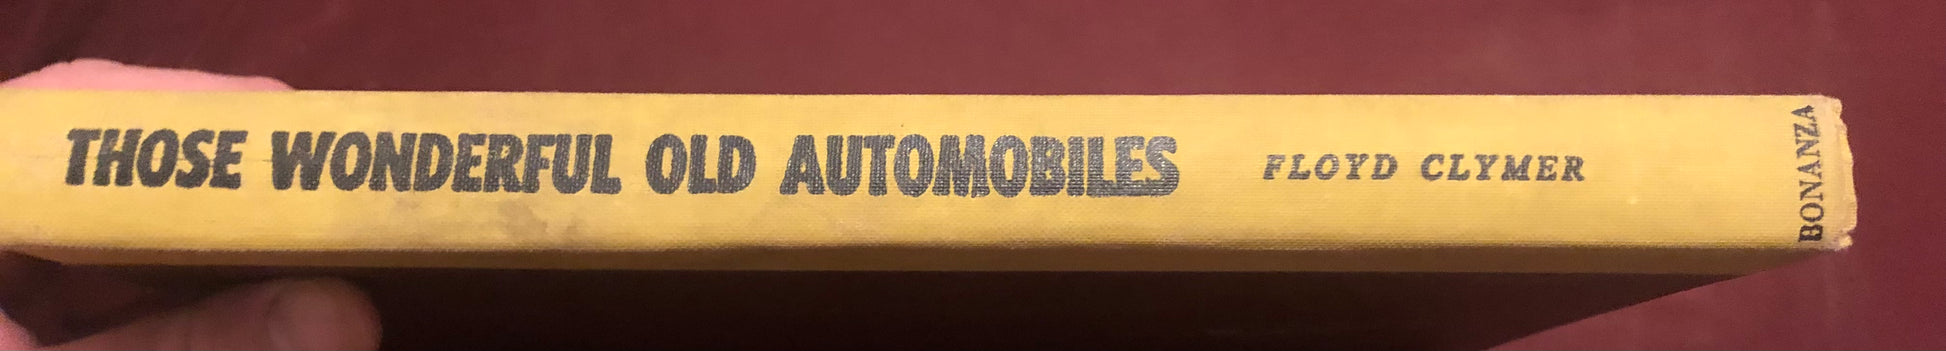 THOSE WONDERFUL OLD AUTOMOBILES FLOYD CLYMER
BONANZA